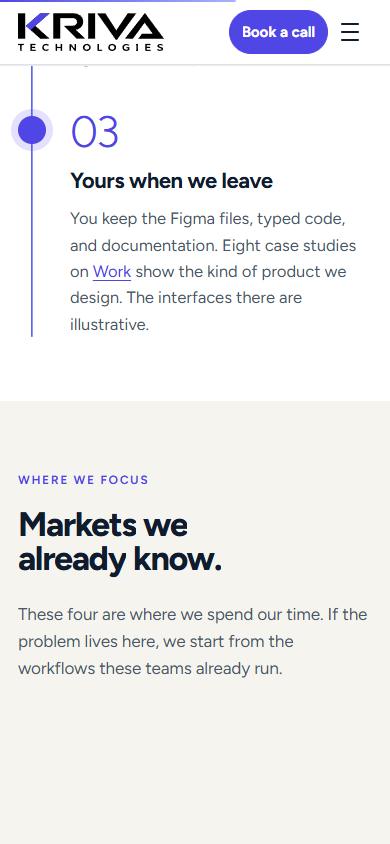 KRIVA
TECHNOLOGIES
Book a call
03
Yours when we leave
You keep the Figma files, typed code,
and documentation. Eight case studies
on Work show the kind of product we
design. The interfaces there are
illustrative.
WHERE WE FOCUS
Markets we
already know.
These four are where we spend our time. If the
problem lives here, we start from the
workflows these teams already run.